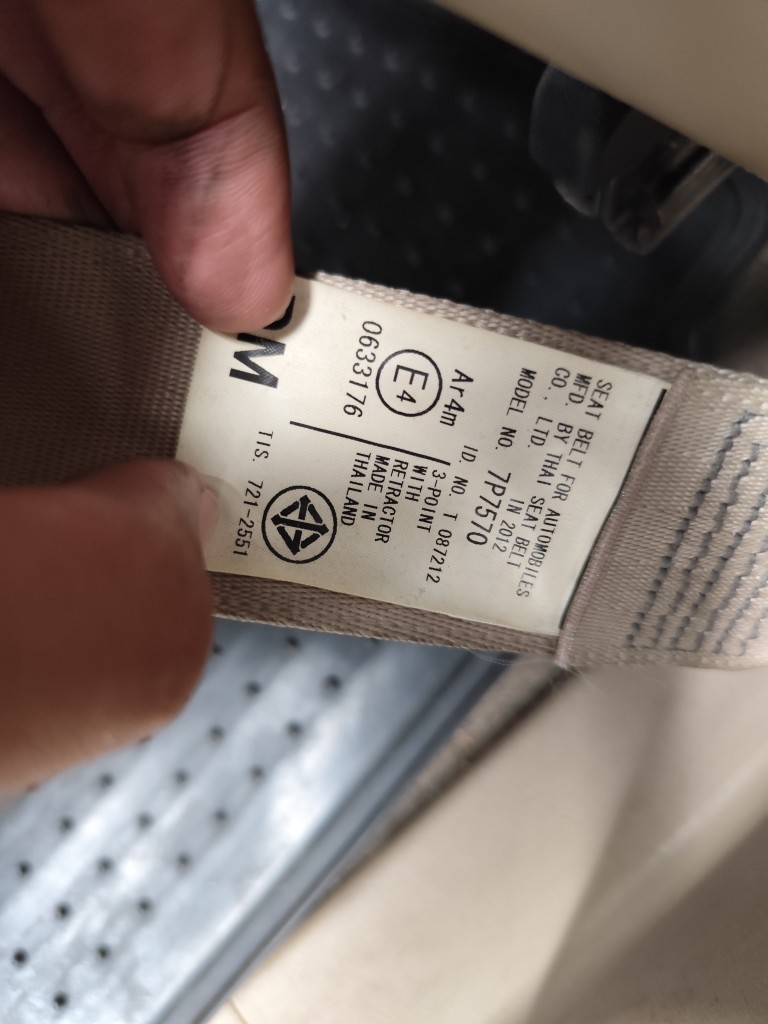 SEAT BELT FOR AUTOMOBILES
MFD. BY THAI SEAT BELT
CO., LTD. IN 2012
MODEL NO. 7P7570
ID. NO. T 087212
Ar4m
E4
0633176
3-POINT
WITH
RETRACTOR
MADE IN
THAILAND
TIS. 721-2551